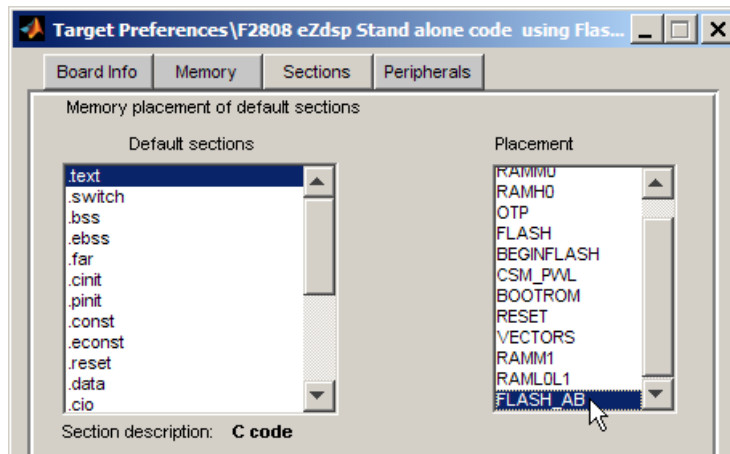 Target Preferences\F2808 eZdsp Stand alone code using Flas...
Board Info
Memory
Sections
Peripherals
Memory placement of default sections
Default sections
.text
.switch
.bss
.ebss
.far
.cinit
.pinit
.const
.econst
.reset
.data
.cio
Placement
RAMM0
RAMH0
OTP
FLASH
BEGINFLASH
CSM_PWL
BOOTROM
RESET
VECTORS
RAMM1
RAML0L1
FLASH_AB
Section description: C code